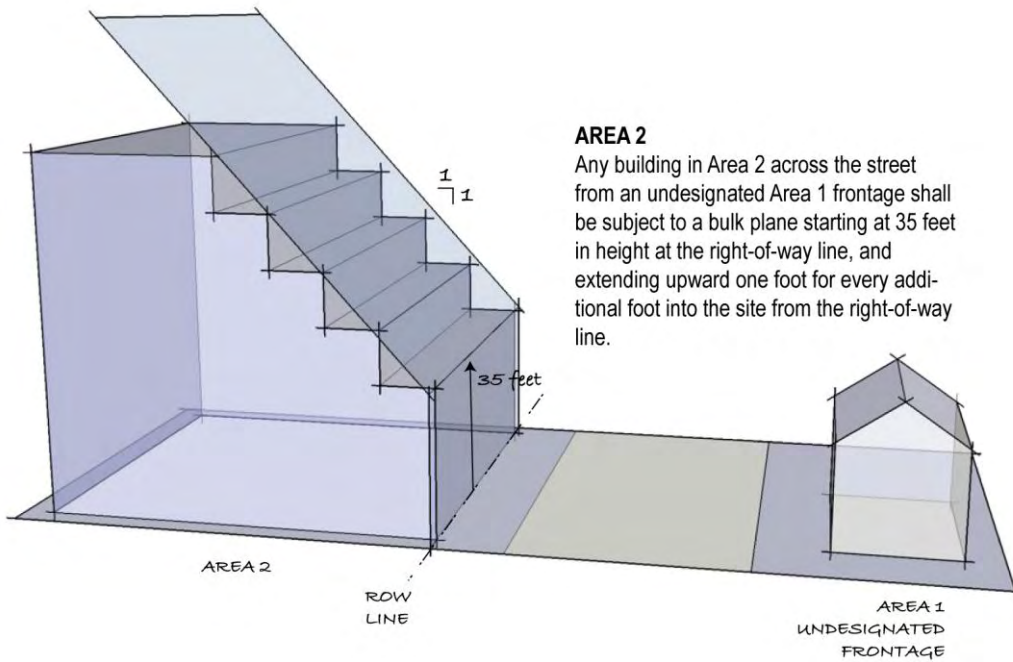 AREA 2
Any building in Area 2 across the street
from an undesignated Area 1 frontage shall
be subject to a bulk plane starting at 35 feet
in height at the right-of-way line, and
extending upward one foot for every addi-
tional foot into the site from the right-of-way
line.
1
1
35 feet
AREA 2
ROW
LINE
AREA 1
UNDESIGNATED
FRONTAGE